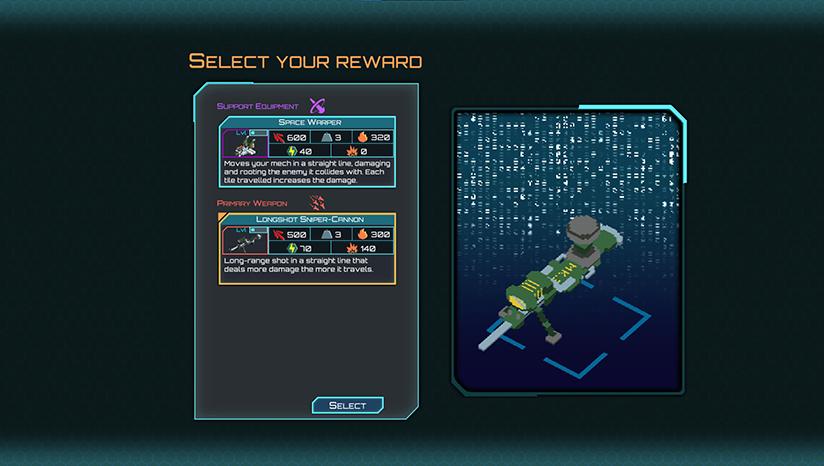 Select your reward
Support Equipment
Space Warper
Lvl
600 3 320
40 0
Moves your mech in a straight line, damaging
and rooting the enemy it collides with. Each
tile travelled increases the damage.
Primary Weapon
Longshot Sniper-Cannon
Lvl
500 3 300
70 140
Long-range shot in a straight line that
deals more damage the more it travels.
Select